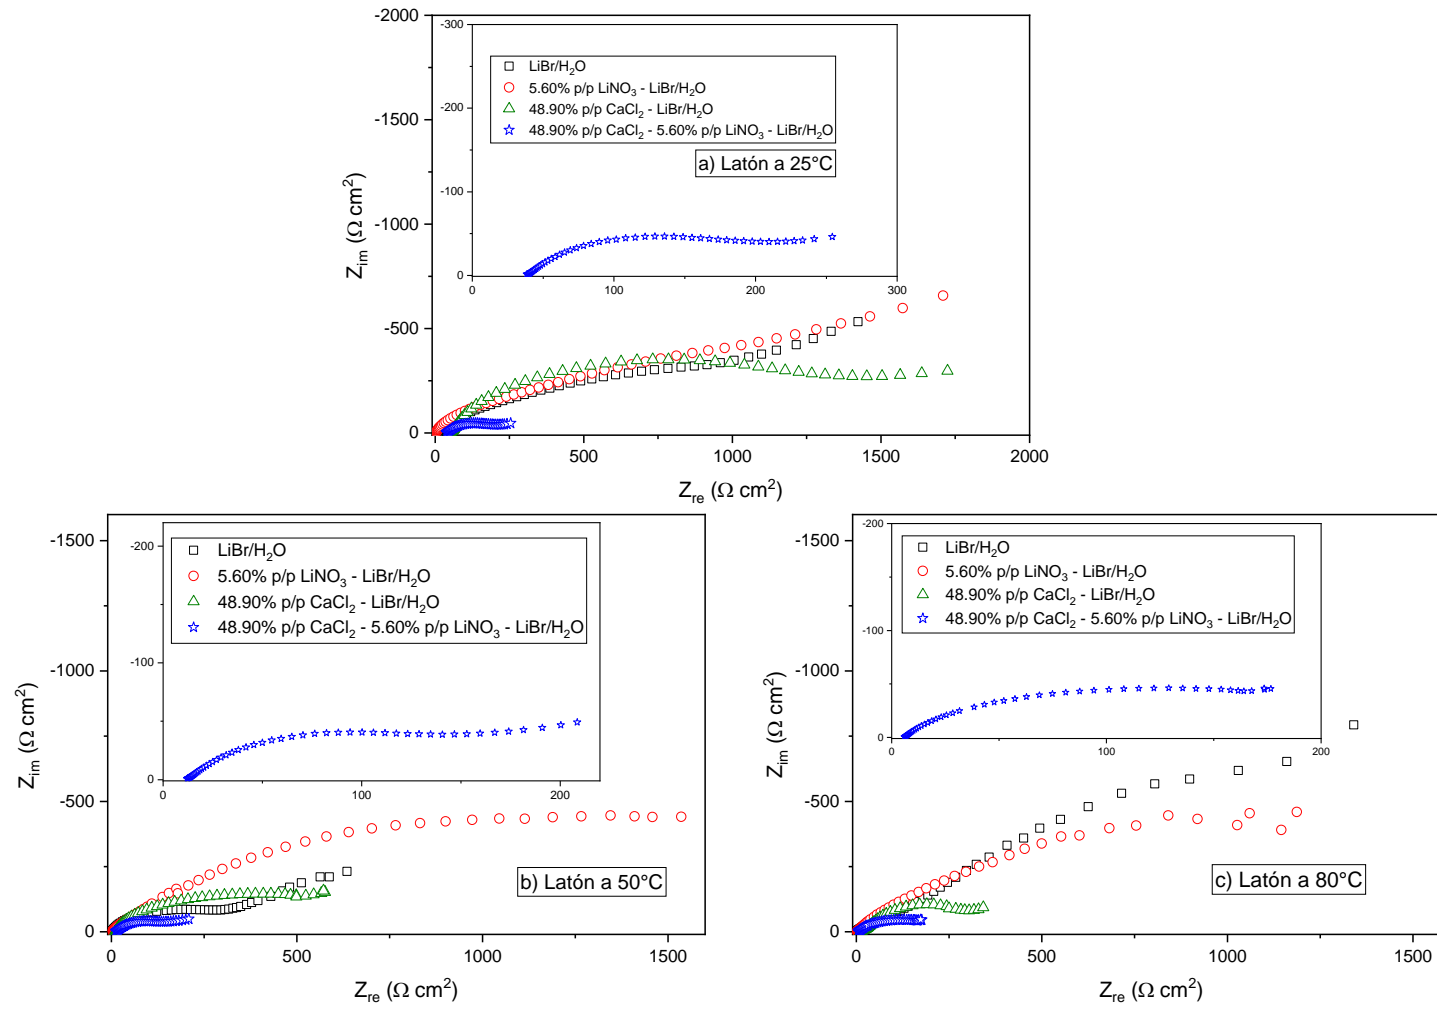 -2000
-1500
-1000
-500
0
Z_im (Ω cm²)
-300
-200
-100
0
LiBr/H₂O
5.60% p/p LiNO₃ - LiBr/H₂O
48.90% p/p CaCl₂ - LiBr/H₂O
48.90% p/p CaCl₂ - 5.60% p/p LiNO₃ - LiBr/H₂O
a) Latón a 25°C
0 100 200 300
0 500 1000 1500 2000
Z_re (Ω cm²)
-1500
-1000
-500
0
Z_im (Ω cm²)
-200
-100
0
LiBr/H₂O
5.60% p/p LiNO₃ - LiBr/H₂O
48.90% p/p CaCl₂ - LiBr/H₂O
48.90% p/p CaCl₂ - 5.60% p/p LiNO₃ - LiBr/H₂O
0 100 200
b) Latón a 50°C
0 500 1000 1500
Z_re (Ω cm²)
-1500
-1000
-500
0
Z_im (Ω cm²)
-200
-100
0
LiBr/H₂O
5.60% p/p LiNO₃ - LiBr/H₂O
48.90% p/p CaCl₂ - LiBr/H₂O
48.90% p/p CaCl₂ - 5.60% p/p LiNO₃ - LiBr/H₂O
0 100 200
c) Latón a 80°C
0 500 1000 1500
Z_re (Ω cm²)